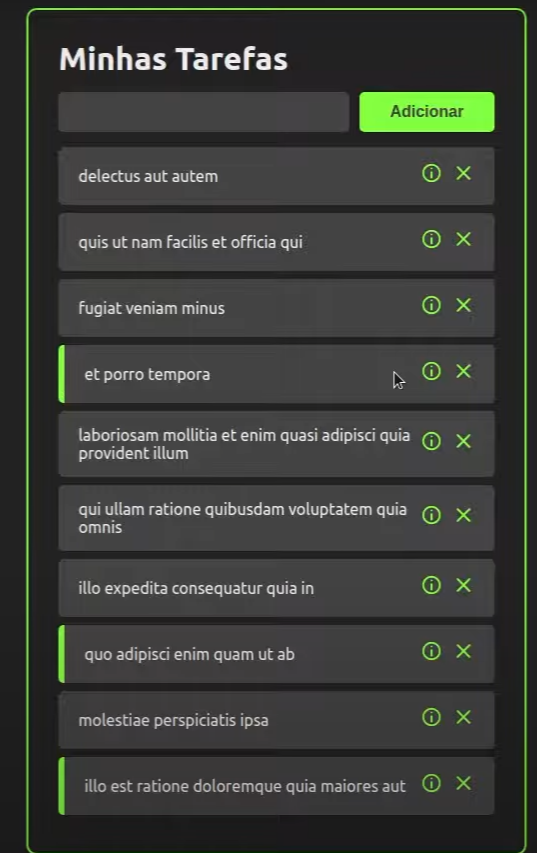 Minhas Tarefas
Adicionar
delectus aut autem
quis ut nam facilis et officia qui
fugiat veniam minus
et porro tempora
laboriosam mollitia et enim quasi adipisci quia
provident illum
qui ullam ratione quibusdam voluptatem quia
omnis
illo expedita consequatur quia in
quo adipisci enim quam ut ab
molestiae perspiciatis ipsa
illo est ratione doloremque quia maiores aut